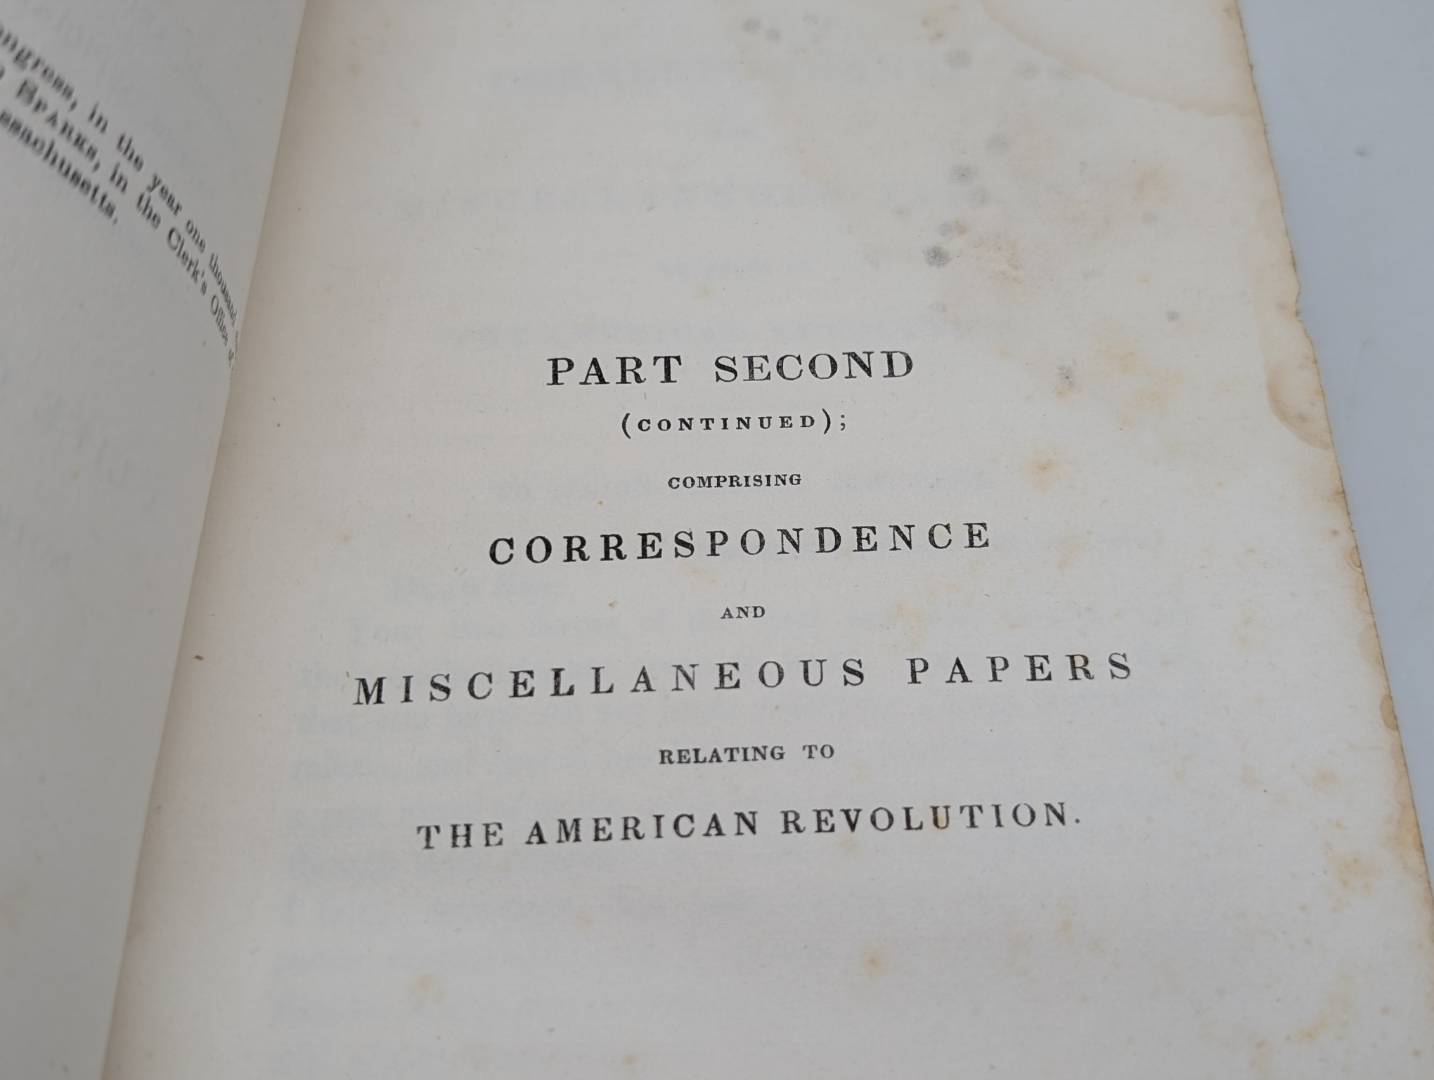 ongress, in the year one thousand
Sparks, in the Clerk's Office of
ssachusetts.
PART SECOND
(CONTINUED);
COMPRISING
CORRESPONDENCE
AND
MISCELLANEOUS PAPERS
RELATING TO
THE AMERICAN REVOLUTION.